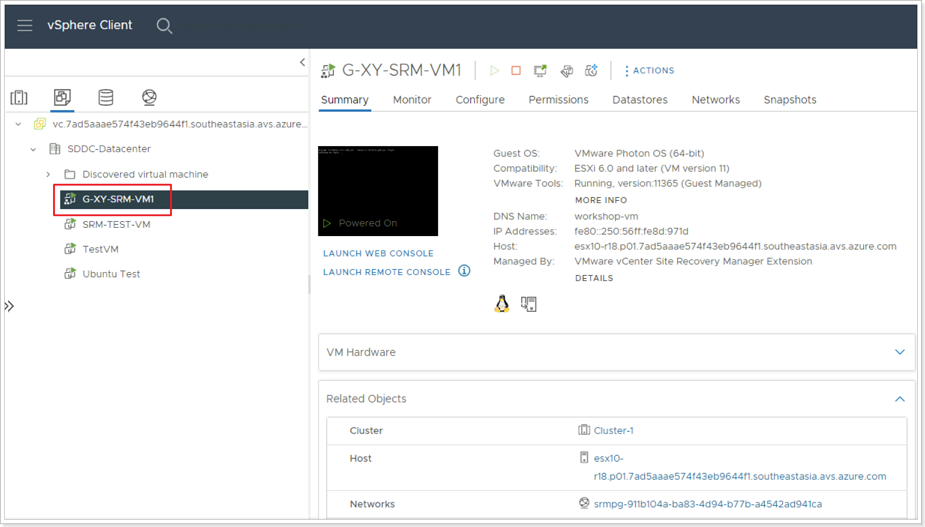 vSphere Client
G-XY-SRM-VM1
ACTIONS
Summary Monitor Configure Permissions Datastores Networks Snapshots
vc.7ad5aaae574f43eb9644f1.southeastasia.avs.azure...
SDDC-Datacenter
Discovered virtual machine
G-XY-SRM-VM1
SRM-TEST-VM
TestVM
Ubuntu Test
Powered On
LAUNCH WEB CONSOLE
LAUNCH REMOTE CONSOLE
Guest OS: VMware Photon OS (64-bit)
Compatibility: ESXi 6.0 and later (VM version 11)
VMware Tools: Running, version:11365 (Guest Managed)
MORE INFO
DNS Name: workshop-vm
IP Addresses: fe80::250:56ff:fe8d:971d
Host: esx10-r18.p01.7ad5aaae574f43eb9644f1.southeastasia.avs.azure.com
Managed By: VMware vCenter Site Recovery Manager Extension
DETAILS
VM Hardware
Related Objects
Cluster Cluster-1
Host esx10-
r18.p01.7ad5aaae574f43eb9644f1.southeastasia.avs.azure.com
Networks srmpg-911b104a-ba83-4d94-b77b-a4542ad941ca